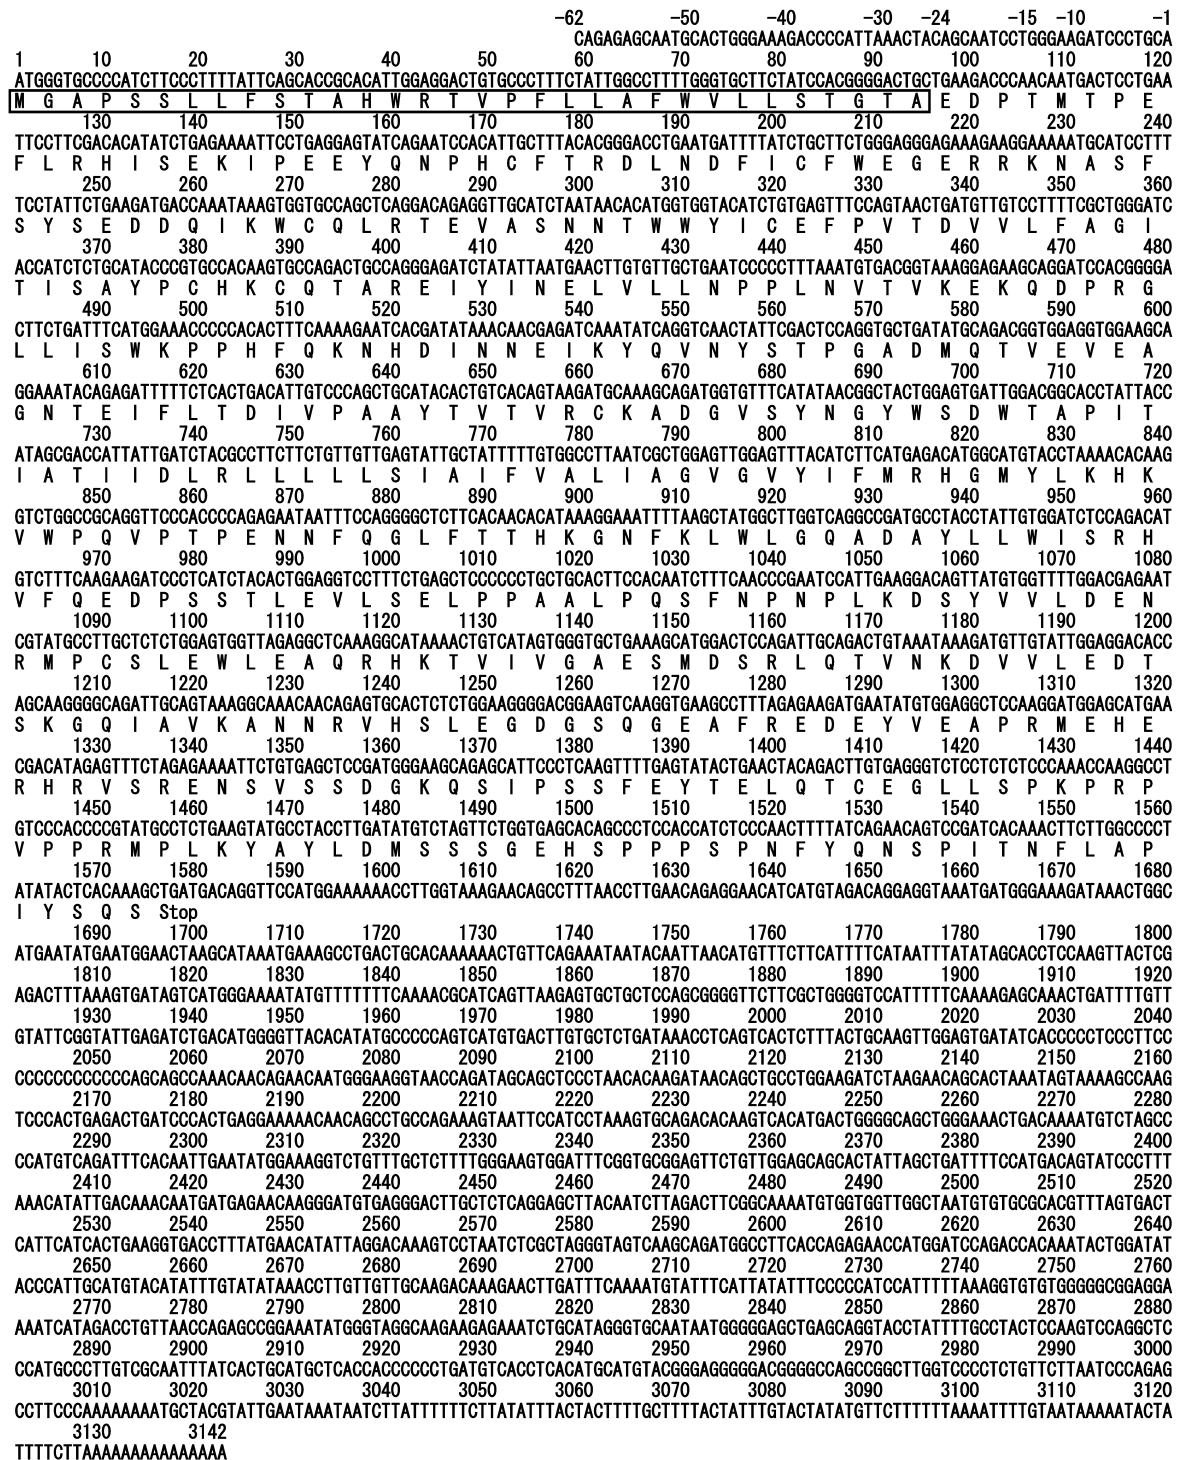 -62 -50 -40 -30 -24 -15 -10 -1
CAGAGAGCAATGCACTGGGAAAGACCCCATTAAACTACAGCAATCCTGGGAAGATCCCTGCA
1 10 20 30 40 50 60 70 80 90 100 110 120
ATGGGTGCCCCATCTTCCCTTTTATTCAGCACCGCACATTGGAGGACTGTGCCCTTTCTATTGGCCTTTTGGGTGCTTCTATCCACGGGGACTGCTGAAGACCCAACAATGACTCCTGAA
M G A P S S L L F S T A H W R T V P F L L A F W V L L S T G T A E D P T M T P E
130 140 150 160 170 180 190 200 210 220 230 240
TTCCTTCGACACATATCTGAGAAAATTCCTGAGGAGTATCAGAATCCACATTGCTTTACACGGGACCTGAATGATTTTATCTGCTTCTGGGAGGGAGAAAGAAGGAAAAATGCATCCTTT
F L R H I S E K I P E E Y Q N P H C F T R D L N D F I C F W E G E R R K N A S F
250 260 270 280 290 300 310 320 330 340 350 360
TCCTATTCTGAAGATGACCAAATAAAGTGGTGCCAGCTCAGGACAGAGGTTGCATCTAATAACACATGGTGGTACATCTGTGAGTTTCCAGTAACTGATGTTGTCCTTTTCGCTGGGATC
S Y S E D D Q I K W C Q L R T E V A S N N T W W Y I C E F P V T D V V L F A G I
370 380 390 400 410 420 430 440 450 460 470 480
ACCATCTCTGCATACCCGTGCCACAAGTGCCAGACTGCCAGGGAGATCTATATTAATGAACTTGTGTTGCTGAATCCCCCTTTAAATGTGACGGTAAAGGAGAAGCAGGATCCACGGGGA
T I S A Y P C H K C Q T A R E I Y I N E L V L L N P P L N V T V K E K Q D P R G
490 500 510 520 530 540 550 560 570 580 590 600
CTTCTGATTTCATGGAAACCCCCACACTTTCAAAAGAATCACGATATAAACAACGAGATCAAATATCAGGTCAACTATTCGACTCCAGGTGCTGATATGCAGACGGTGGAGGTGGAAGCA
L L I S W K P P H F Q K N H D I N N E I K Y Q V N Y S T P G A D M Q T V E V E A
610 620 630 640 650 660 670 680 690 700 710 720
GGAAATACAGAGATTTTTCTCACTGACATTGTCCCAGCTGCATACACTGTCACAGTAAGATGCAAAGCAGATGGTGTTTCATATAACGGCTACTGGAGTGATTGGACGGCACCTATTACC
G N T E I F L T D I V P A A Y T V T V R C K A D G V S Y N G Y W S D W T A P I T
730 740 750 760 770 780 790 800 810 820 830 840
ATAGCGACCATTATTGATCTACGCCTTCTTCTGTTGTTGAGTATTGCTATTTTTGTGGCCTTAATCGCTGGAGTTGGAGTTTACATCTTCATGAGACATGGCATGTACCTAAAACACAAG
I A T I I D L R L L L L L S I A I F V A L I A G V G V Y I F M R H G M Y L K H K
850 860 870 880 890 900 910 920 930 940 950 960
GTCTGGCCGCAGGTTCCCACCCCAGAGAATAATTTCCAGGGGCTCTTCACAACACATAAAGGAAATTTTAAGCTATGGCTTGGTCAGGCCGATGCCTACCTATTGTGGATCTCCAGACAT
V W P Q V P T P E N N F Q G L F T T H K G N F K L W L G Q A D A Y L L W I S R H
970 980 990 1000 1010 1020 1030 1040 1050 1060 1070 1080
GTCTTTCAAGAAGATCCCTCATCTACACTGGAGGTCCTTTCTGAGCTCCCCCCTGCTGCACTTCCACAATCTTTCAACCCGAATCCATTGAAGGACAGTTATGTGGTTTTGGACGAGAAT
V F Q E D P S S T L E V L S E L P P A A L P Q S F N P N P L K D S Y V V L D E N
1090 1100 1110 1120 1130 1140 1150 1160 1170 1180 1190 1200
CGTATGCCTTGCTCTCTGGAGTGGTTAGAGGCTCAAAGGCATAAAACTGTCATAGTGGGTGCTGAAAGCATGGACTCCAGATTGCAGACTGTAAATAAAGATGTTGTATTGGAGGACACC
R M P C S L E W L E A Q R H K T V I V G A E S M D S R L Q T V N K D V V L E D T
1210 1220 1230 1240 1250 1260 1270 1280 1290 1300 1310 1320
AGCAAGGGGCAGATTGCAGTAAAGGCAAACAACAGAGTGCACTCTCTGGAAGGGGACGGAAGTCAAGGTGAAGCCTTTAGAGAAGATGAATATGTGGAGGCTCCAAGGATGGAGCATGAA
S K G Q I A V K A N N R V H S L E G D G S Q G E A F R E D E Y V E A P R M E H E
1330 1340 1350 1360 1370 1380 1390 1400 1410 1420 1430 1440
CGACATAGAGTTTCTAGAGAAAATTCTGTGAGCTCCGATGGGAAGCAGAGCATTCCCTCAAGTTTTGAGTATACTGAACTACAGACTTGTGAGGGTCTCCTCTCTCCCAAACCAAGGCCT
R H R V S R E N S V S S D G K Q S I P S S F E Y T E L Q T C E G L L S P K P R P
1450 1460 1470 1480 1490 1500 1510 1520 1530 1540 1550 1560
GTCCCACCCCGTATGCCTCTGAAGTATGCCTACCTTGATATGTCTAGTTCTGGTGAGCACAGCCCTCCACCATCTCCCAACTTTTATCAGAACAGTCCGATCACAAACTTCTTGGCCCCT
V P P R M P L K Y A Y L D M S S S G E H S P P P S P N F Y Q N S P I T N F L A P
1570 1580 1590 1600 1610 1620 1630 1640 1650 1660 1670 1680
ATATACTCACAAAGCTGATGACAGGTTCCATGGAAAAAACCTTGGTAAAGAACAGCCTTTAACCTTGAACAGAGGAACATCATGTAGACAGGAGGTAAATGATGGGAAAGATAAACTGGC
I Y S Q S Stop
1690 1700 1710 1720 1730 1740 1750 1760 1770 1780 1790 1800
ATGAATATGAATGGAACTAAGCATAAATGAAAGCCTGACTGCACAAAAAACTGTTCAGAAATAATACAATTAACATGTTTCTTCATTTTCATAATTTATATAGCACCTCCAAGTTACTCG
1810 1820 1830 1840 1850 1860 1870 1880 1890 1900 1910 1920
AGACTTTAAAGTGATAGTCATGGGAAAATATGTTTTTTTCAAAACGCATCAGTTAAGAGTGCTGCTCCAGCGGGGTTCTTCGCTGGGGTCCATTTTTCAAAAGAGCAAACTGATTTTGTT
1930 1940 1950 1960 1970 1980 1990 2000 2010 2020 2030 2040
GTATTCGGTATTGAGATCTGACATGGGGTTACACATATGCCCCCAGTCATGTGACTTGTGCTCTGATAAACCTCAGTCACTCTTTACTGCAAGTTGGAGTGATATCACCCCCTCCCTTCC
2050 2060 2070 2080 2090 2100 2110 2120 2130 2140 2150 2160
CCCCCCCCCCCCCAGCAGCCAAACAACAGAACAATGGGAAGGTAACCAGATAGCAGCTCCCTAACACAAGATAACAGCTGCCTGGAAGATCTAAGAACAGCACTAAATAGTAAAAGCCAAG
2170 2180 2190 2200 2210 2220 2230 2240 2250 2260 2270 2280
TCCCACTGAGACTGATCCCACTGAGGAAAAACAACAGCCTGCCAGAAAGTAATTCCATCCTAAAGTGCAGACACAAGTCACATGACTGGGGCAGCTGGGAAACTGACAAAATGTCTAGCC
2290 2300 2310 2320 2330 2340 2350 2360 2370 2380 2390 2400
CCATGTCAGATTTCACAATTGAATATGGAAAGGTCTGTTTGCTCTTTTGGGAAGTGGATTTCGGTGCGGAGTTCTGTTGGAGCAGCACTATTAGCTGATTTTCCATGACAGTATCCCTTT
2410 2420 2430 2440 2450 2460 2470 2480 2490 2500 2510 2520
AAACATATTGACAAACAATGATGAGAACAAGGGATGTGAGGGACTTGCTCTCAGGAGCTTACAATCTTAGACTTCGGCAAAATGTGGTGGTTGGCTAATGTGTGCGCACGTTTAGTGACT
2530 2540 2550 2560 2570 2580 2590 2600 2610 2620 2630 2640
CATTCATCACTGAAGGTGACCTTTATGAACATATTAGGACAAAGTCCTAATCTCGCTAGGGTAGTCAAGCAGATGGCCTTCACCAGAGAACCATGGATCCAGACCACAAATACTGGATAT
2650 2660 2670 2680 2690 2700 2710 2720 2730 2740 2750 2760
ACCCATTGCATGTACATATTTGTATATAAACCTTGTTGTTGCAAGACAAAGAACTTGATTTCAAAATGTATTTCATTATATTTCCCCCATCCATTTTTAAAGGTGTGTGGGGGCGGAGGA
2770 2780 2790 2800 2810 2820 2830 2840 2850 2860 2870 2880
AAATCATAGACCTGTTAACCAGAGCCGGAAATATGGGTAGGCAAGAAGAGAAATCTGCATAGGGTGCAATAATGGGGGAGCTGAGCAGGTACCTATTTTGCCTACTCCAAGTCCAGGCTC
2890 2900 2910 2920 2930 2940 2950 2960 2970 2980 2990 3000
CCATGCCCTTGTCGCAATTTATCACTGCATGCTCACCACCCCCCTGATGTCACCTCACATGCATGTACGGGAGGGGGACGGGGCCAGCCGGCTTGGTCCCCTCTGTTCTTAATCCCAGAG
3010 3020 3030 3040 3050 3060 3070 3080 3090 3100 3110 3120
CCTTCCCAAAAAAAATGCTACGTATTGAATAAATAATCTTATTTTTTCTTATATTTACTACTTTTGCTTTTACTATTTGTACTATATGTTCTTTTTTAAAATTTTGTAATAAAAATACTA
3130 3142
TTTTCTTAAAAAAAAAAAAAAA